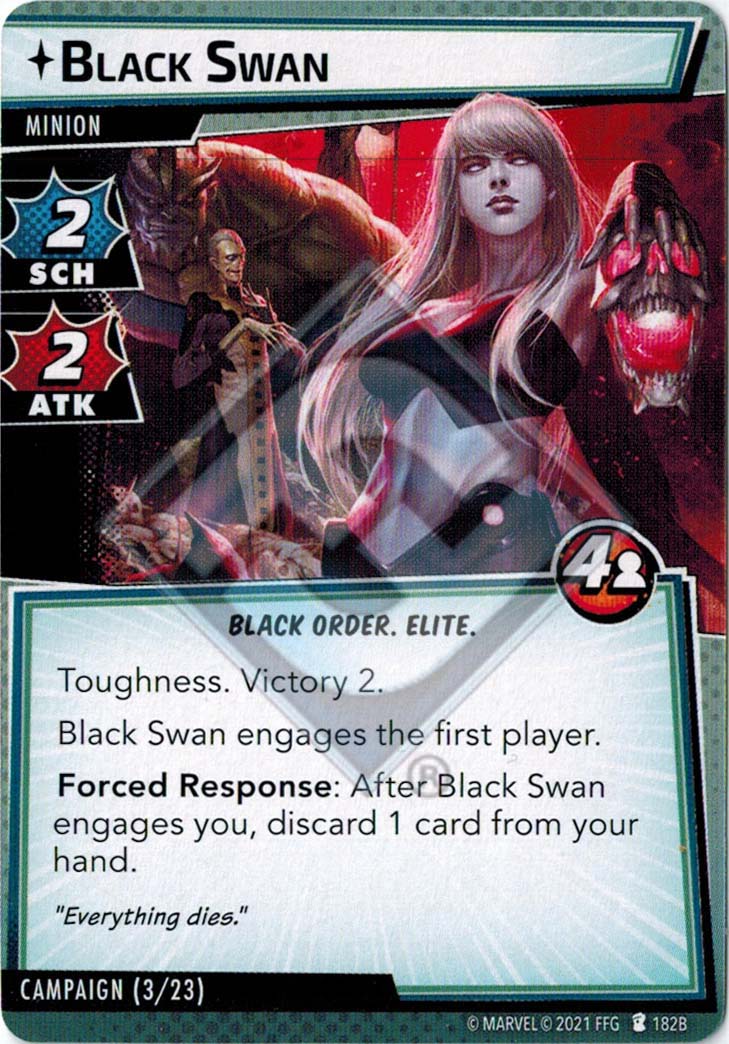 BLACK SWAN
MINION
2
SCH
2
ATK
4
BLACK ORDER. ELITE.
Toughness. Victory 2.
Black Swan engages the first player.
Forced Response: After Black Swan
engages you, discard 1 card from your
hand.
"Everything dies."
CAMPAIGN (3/23)
© MARVEL © 2021 FFG 182B
®